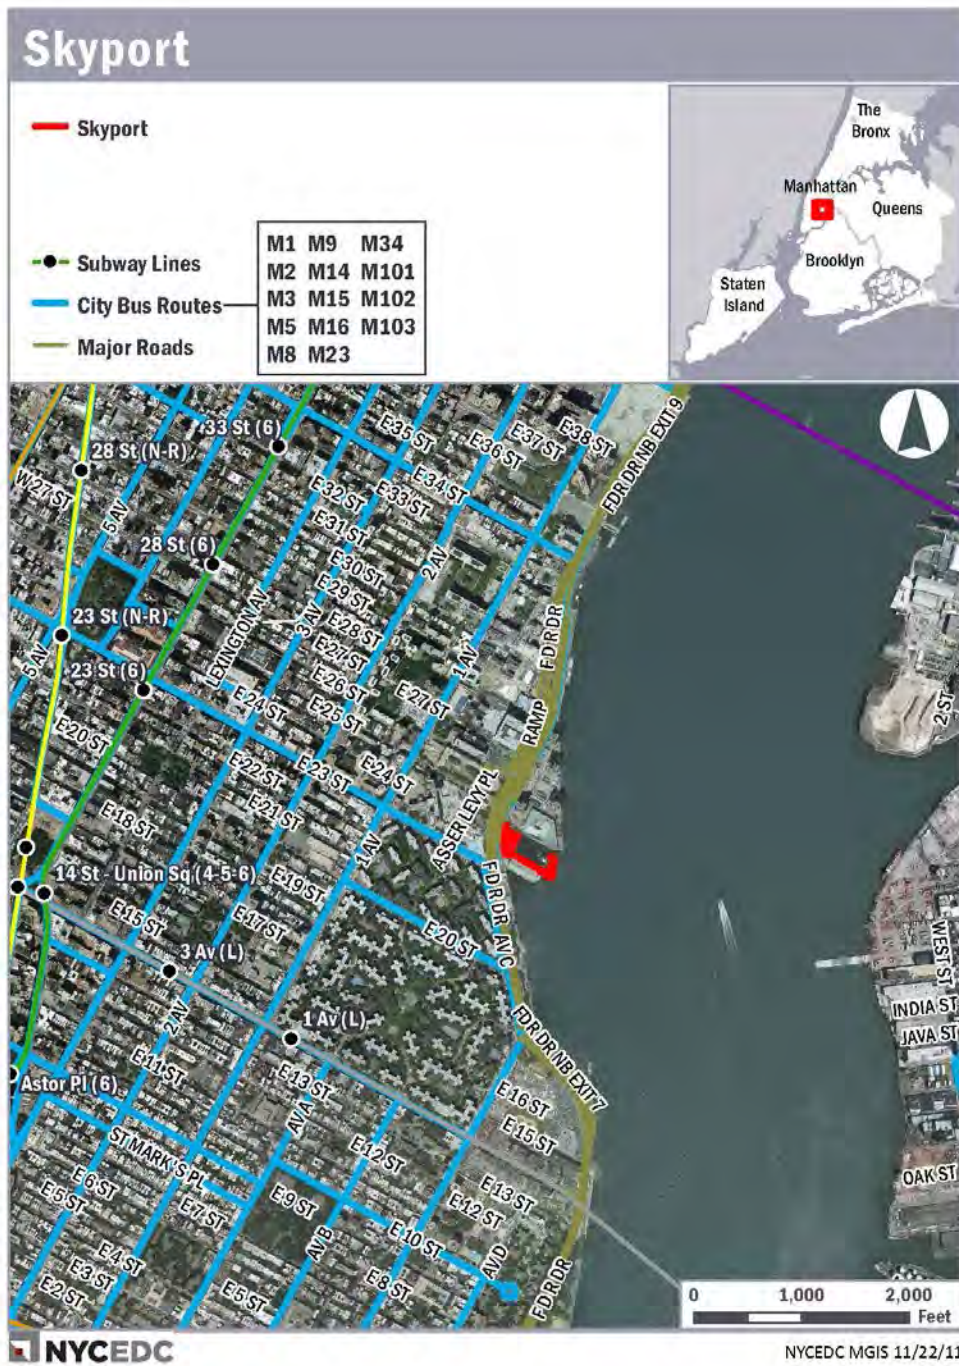 Skyport
Skyport
Subway Lines
City Bus Routes
Major Roads
M1 M9 M34
M2 M14 M101
M3 M15 M102
M5 M16 M103
M8 M23
The
Bronx
Manhattan
Queens
Brooklyn
Staten
Island
33 St (6)
28 St (N-R)
W 27 ST
5 AV
28 St (6)
23 St (N-R)
5 AV
23 St (6)
LEXINGTON AV
3 AV
2 AV
1 AV
E 35 ST
E 36 ST
E 37 ST
E 38 ST
E 34 ST
E 33 ST
E 32 ST
E 31 ST
E 30 ST
E 29 ST
E 28 ST
E 27 ST
E 26 ST
E 25 ST
E 27 ST
E 24 ST
E 24 ST
E 23 ST
E 22 ST
E 21 ST
E 20 ST
E 18 ST
E 19 ST
E 17 ST
E 15 ST
E 20 ST
FDR DR NB EXIT 9
FDR DR
RAMP
ASSER LEVY PL
1 AV
FDR DR
AV C
FDR DR NB EXIT 7
14 St - Union Sq (4-5-6)
3 Av (L)
1 Av (L)
2 AV
Astor Pl (6)
E 11 ST
E 13 ST
AV A
E 16 ST
E 15 ST
E 12 ST
E 13 ST
E 12 ST
ST MARK'S PL
E 9 ST
E 7 ST
E 6 ST
E 5 ST
E 4 ST
E 3 ST
E 2 ST
E 5 ST
AV B
E 10 ST
E 8 ST
AV D
FDR DR
2 ST
WEST ST
INDIA ST
JAVA ST
OAK ST
0 1,000 2,000
Feet
NYCEDC
NYCEDC MGIS 11/22/11